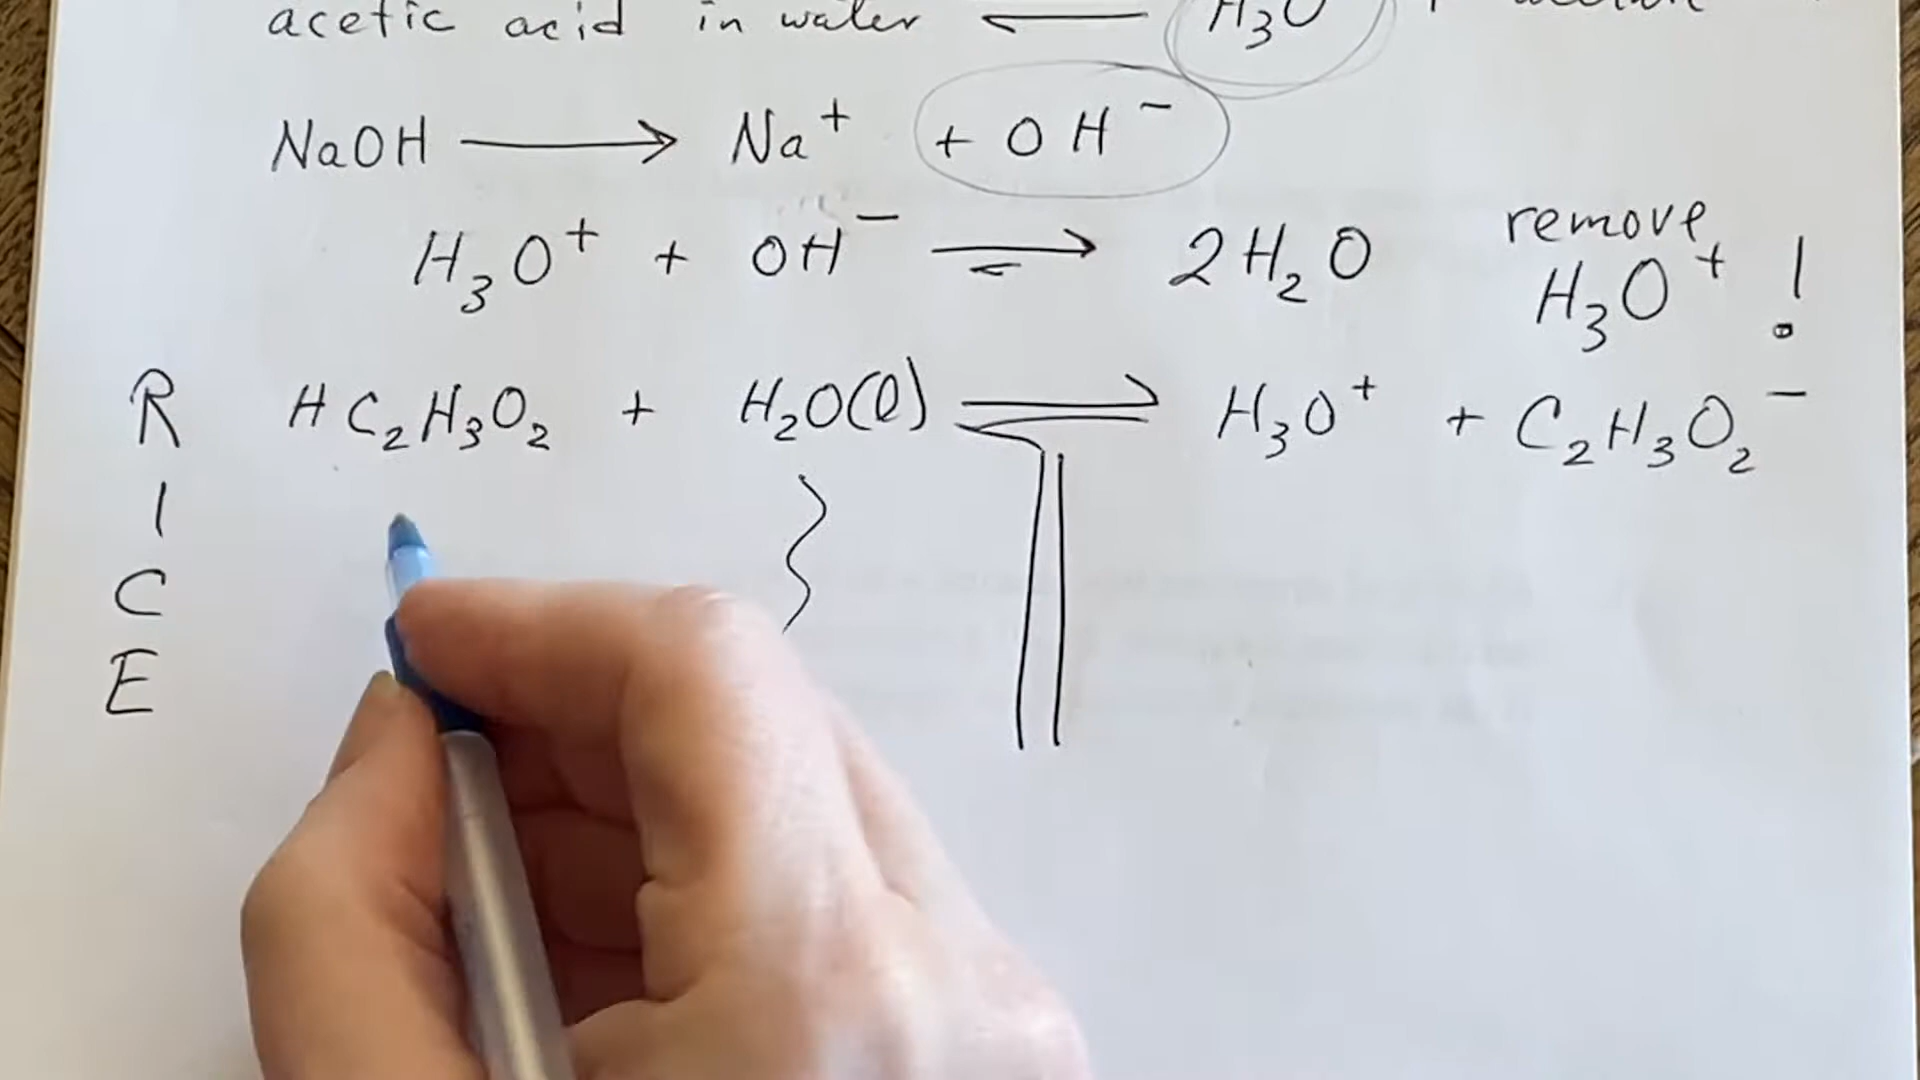 acetic acid in water ← H₃O
NaOH → Na⁺ + OH⁻
H₃O⁺ + OH⁻ ⇌ 2H₂O remove H₃O⁺ !
R HC₂H₃O₂ + H₂O(l) ⇌ H₃O⁺ + C₂H₃O₂⁻
I
C
E